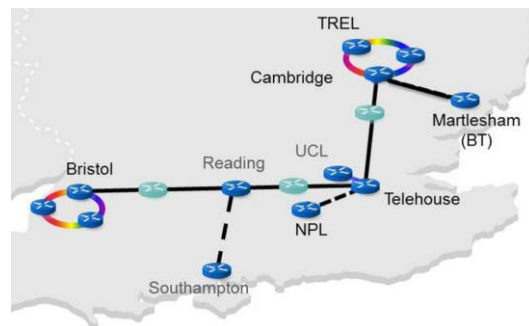 TREL
Cambridge
Martlesham
(BT)
UCL
Reading
Bristol
Telehouse
NPL
Southampton